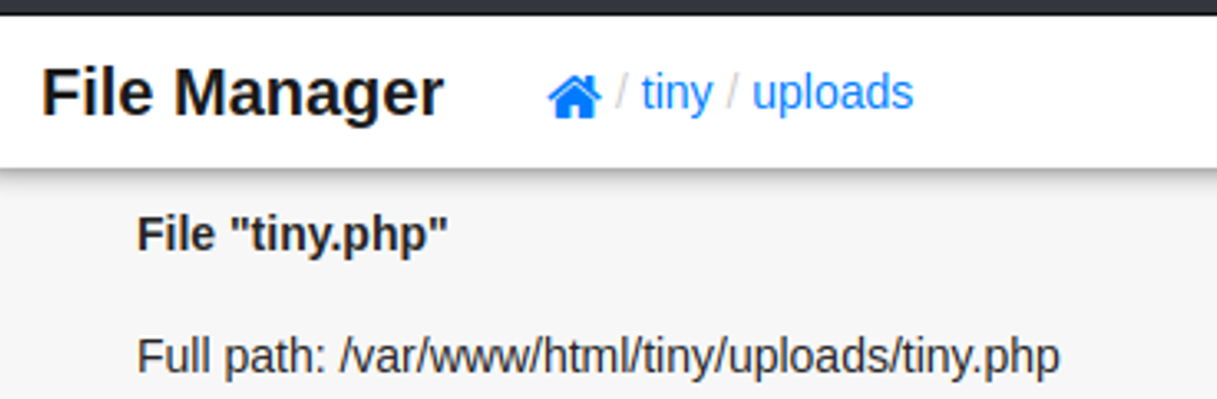 File Manager / tiny / uploads
File "tiny.php"
Full path: /var/www/html/tiny/uploads/tiny.php